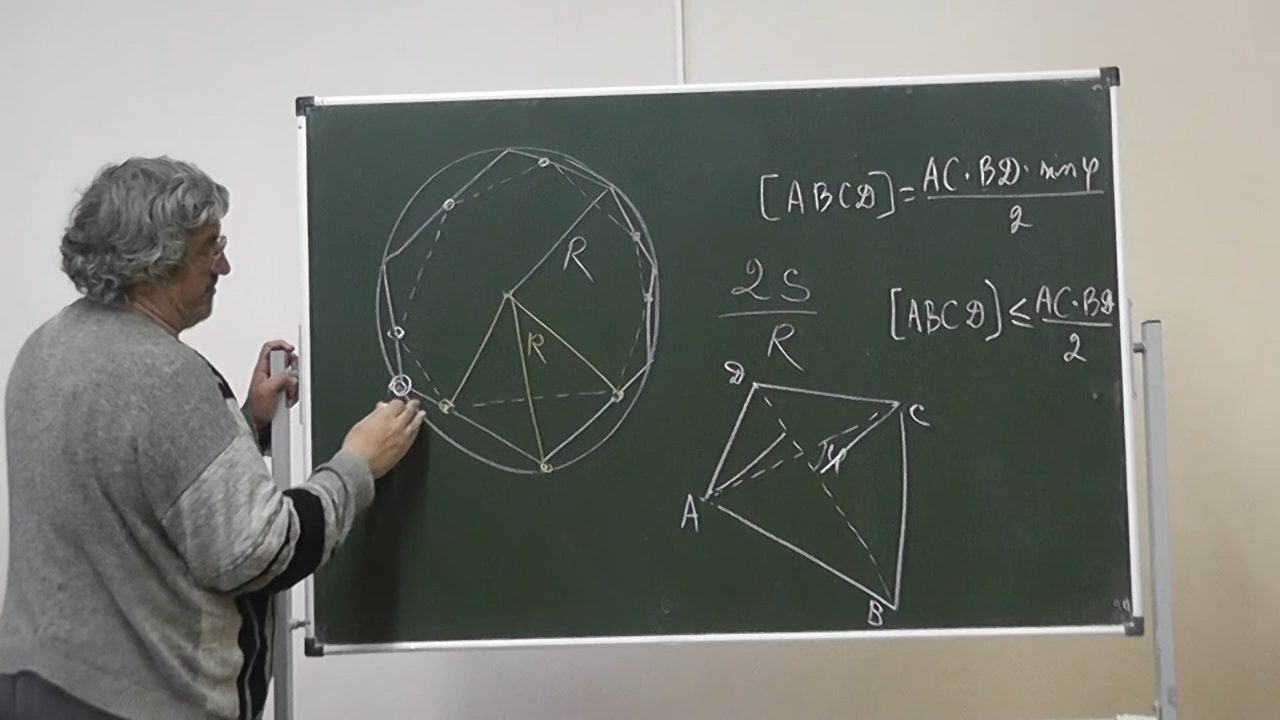 [ABCD] = AC · BD · sin φ / 2
R
2S / R
[ABCD] ≤ AC · BD / 2
R
D
C
φ
A
B